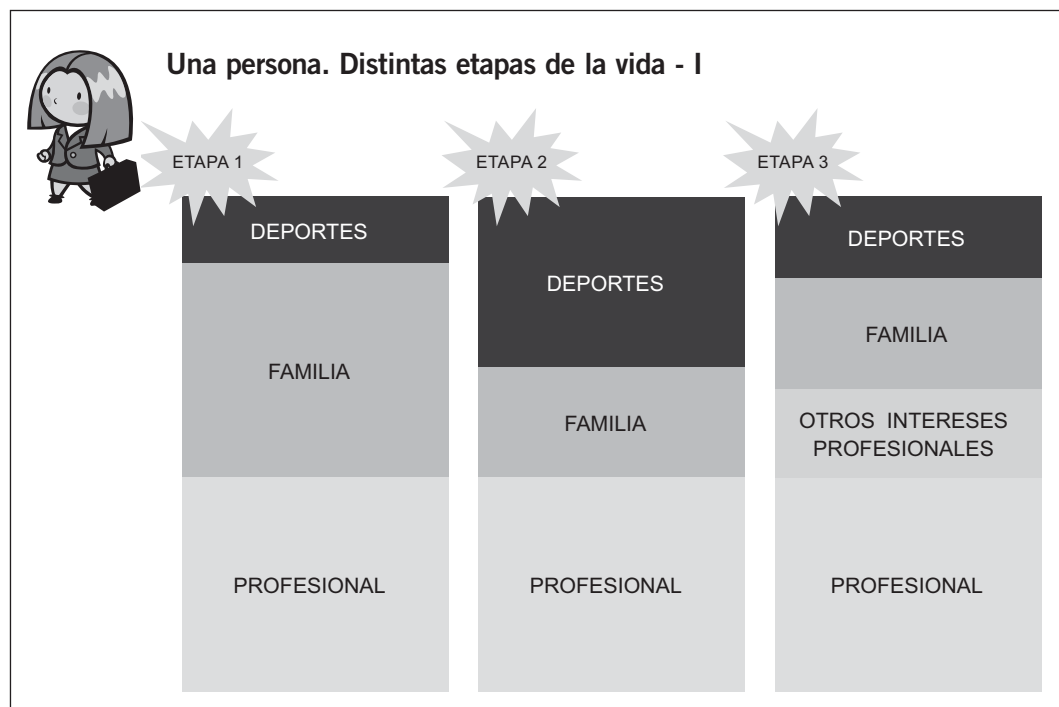 Una persona. Distintas etapas de la vida - I
ETAPA 1
DEPORTES
FAMILIA
PROFESIONAL
ETAPA 2
DEPORTES
FAMILIA
PROFESIONAL
ETAPA 3
DEPORTES
FAMILIA
OTROS INTERESES
PROFESIONALES
PROFESIONAL